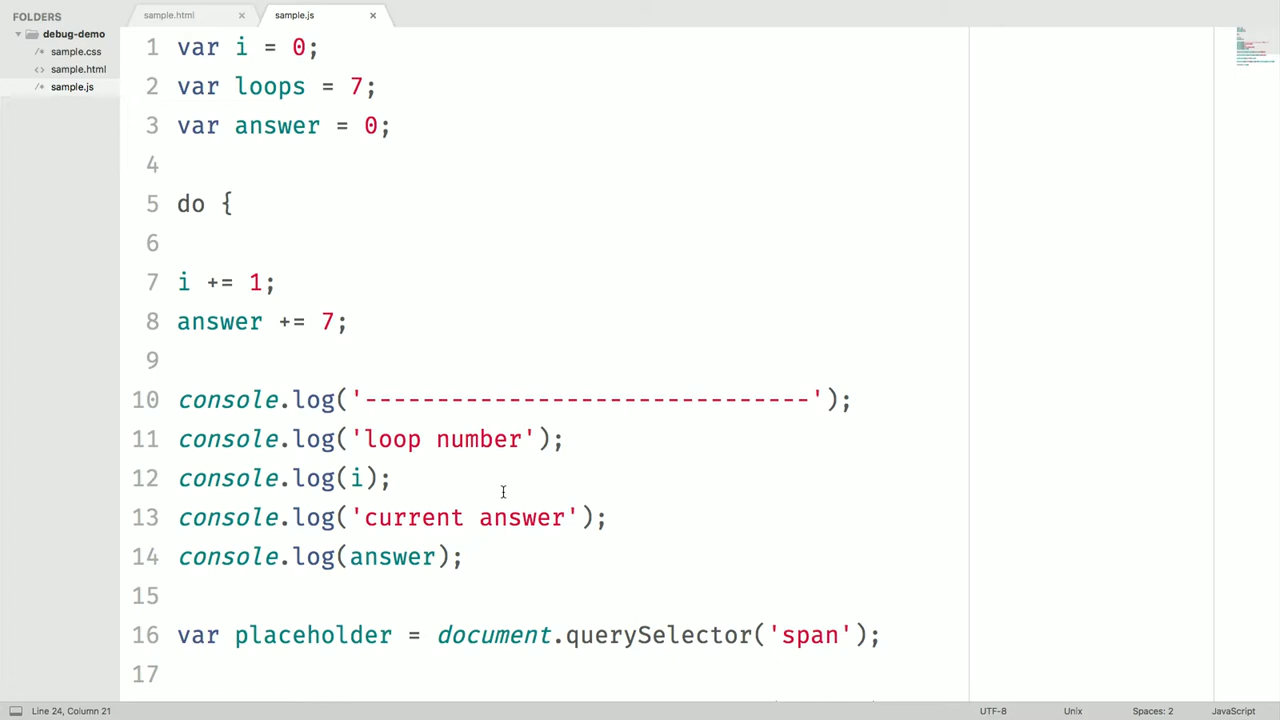 FOLDERS
debug-demo
sample.css
sample.html
sample.js
sample.html
sample.js
1 var i = 0;
2 var loops = 7;
3 var answer = 0;
4
5 do {
6
7 i += 1;
8 answer += 7;
9
10 console.log('-------------------------------');
11 console.log('loop number');
12 console.log(i);
13 console.log('current answer');
14 console.log(answer);
15
16 var placeholder = document.querySelector('span');
17
Line 24, Column 21
UTF-8
Unix
Spaces: 2
JavaScript